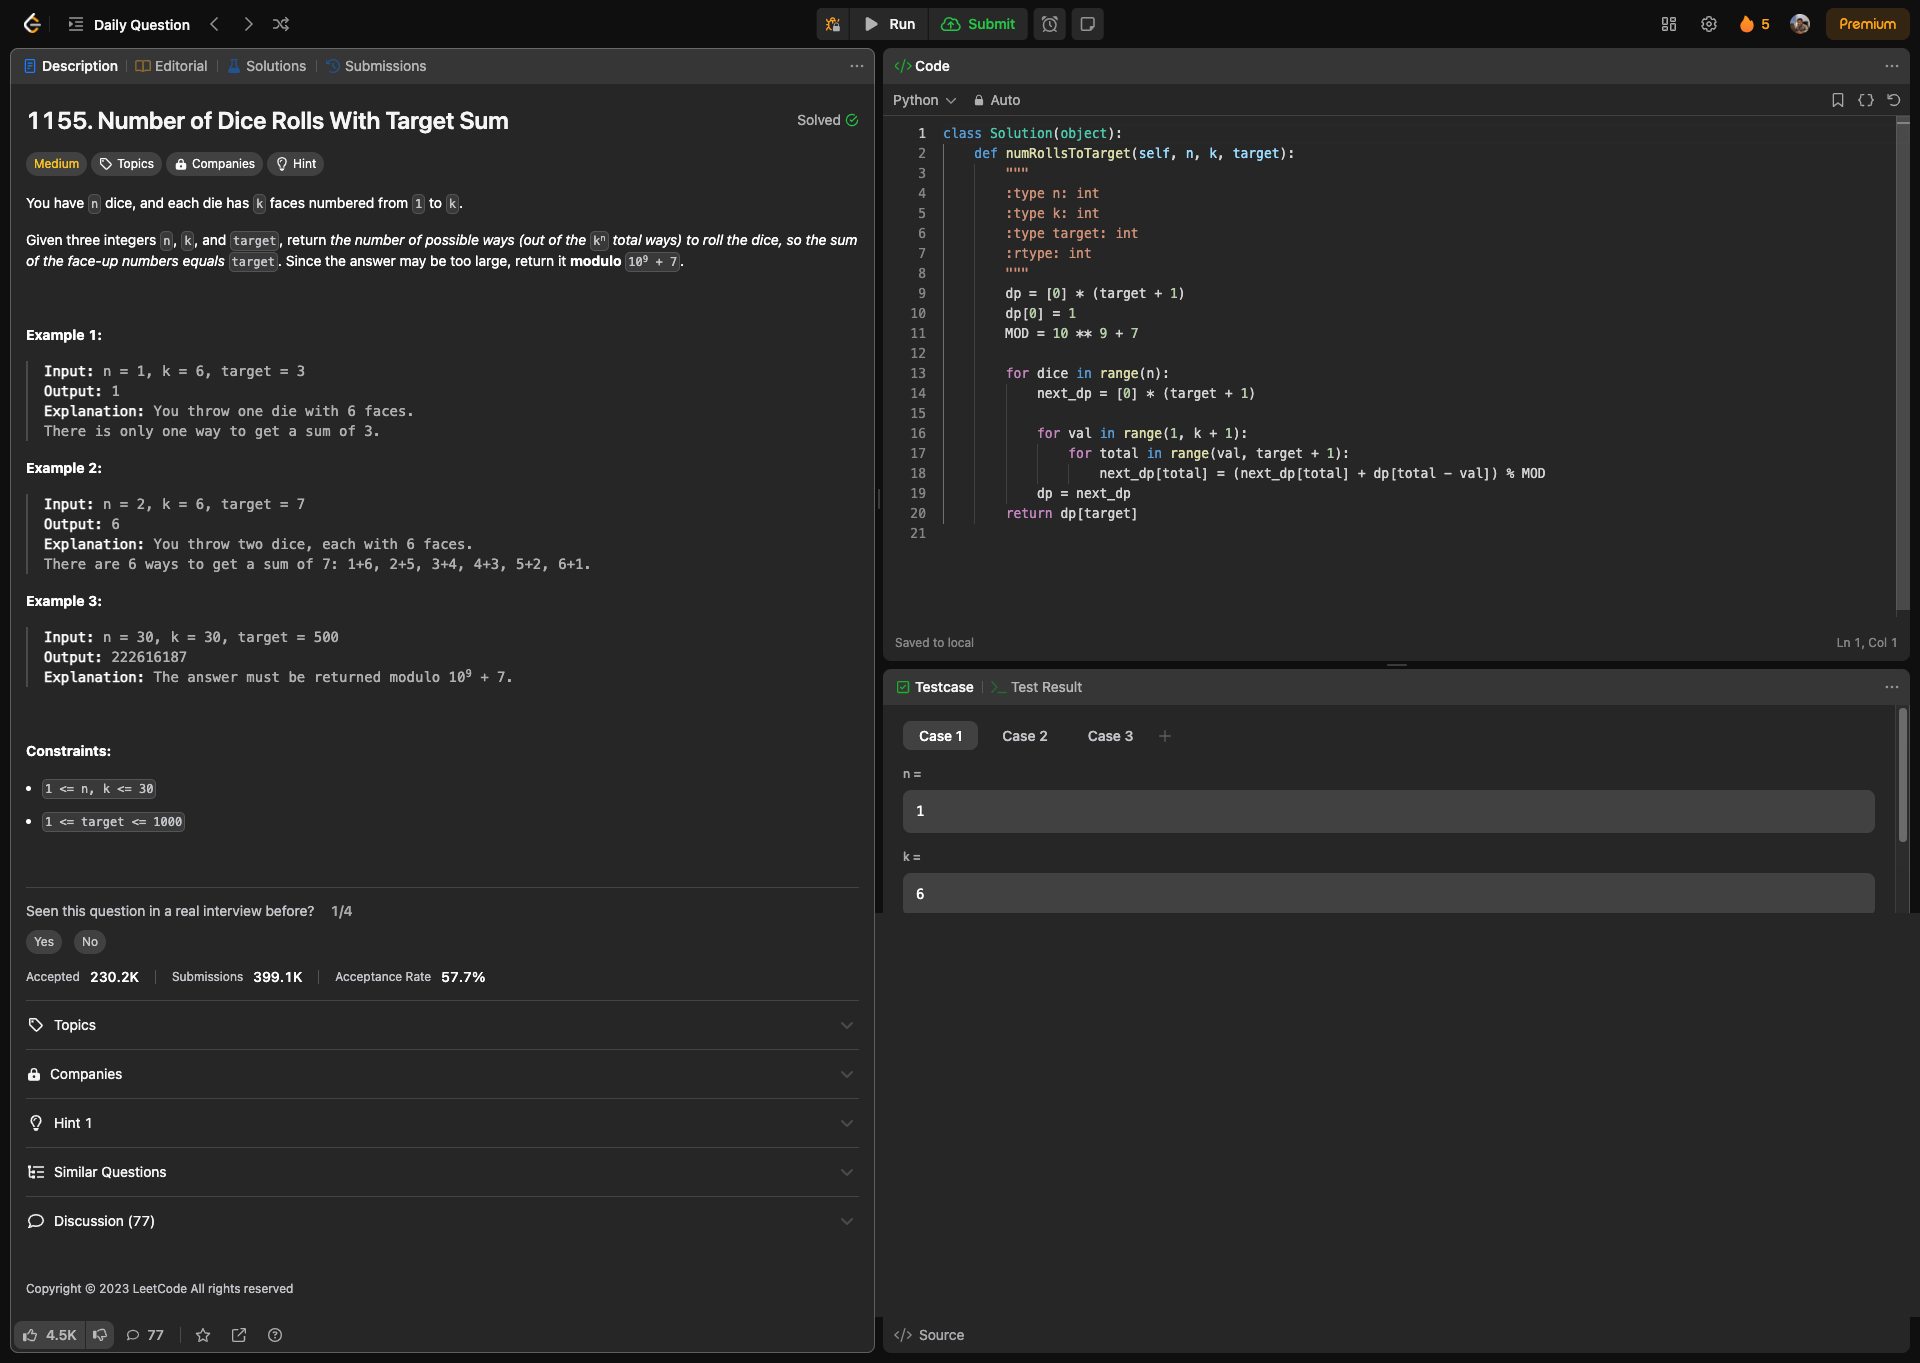 Daily Question
Run
Submit
5
Premium
Description
Editorial
Solutions
Submissions
1155. Number of Dice Rolls With Target Sum
Solved
Medium
Topics
Companies
Hint
You have n dice, and each die has k faces numbered from 1 to k.
Given three integers n, k, and target, return the number of possible ways (out of the kⁿ total ways) to roll the dice, so the sum
of the face-up numbers equals target. Since the answer may be too large, return it modulo 10⁹ + 7.
Example 1:
Input: n = 1, k = 6, target = 3
Output: 1
Explanation: You throw one die with 6 faces.
There is only one way to get a sum of 3.
Example 2:
Input: n = 2, k = 6, target = 7
Output: 6
Explanation: You throw two dice, each with 6 faces.
There are 6 ways to get a sum of 7: 1+6, 2+5, 3+4, 4+3, 5+2, 6+1.
Example 3:
Input: n = 30, k = 30, target = 500
Output: 222616187
Explanation: The answer must be returned modulo 10⁹ + 7.
Constraints:
• 1 <= n, k <= 30
• 1 <= target <= 1000
Seen this question in a real interview before? 1/4
Yes
No
Accepted 230.2K
Submissions 399.1K
Acceptance Rate 57.7%
Topics
Companies
Hint 1
Similar Questions
Discussion (77)
Copyright © 2023 LeetCode All rights reserved
4.5K
77
</> Code
Python
Auto
1 class Solution(object):
2     def numRollsToTarget(self, n, k, target):
3         """
4         :type n: int
5         :type k: int
6         :type target: int
7         :rtype: int
8         """
9         dp = [0] * (target + 1)
10         dp[0] = 1
11         MOD = 10 ** 9 + 7
12
13         for dice in range(n):
14             next_dp = [0] * (target + 1)
15
16             for val in range(1, k + 1):
17                 for total in range(val, target + 1):
18                     next_dp[total] = (next_dp[total] + dp[total - val]) % MOD
19             dp = next_dp
20         return dp[target]
21
Saved to local
Ln 1, Col 1
Testcase
>_ Test Result
Case 1
Case 2
Case 3
+
n =
1
k =
6
</> Source